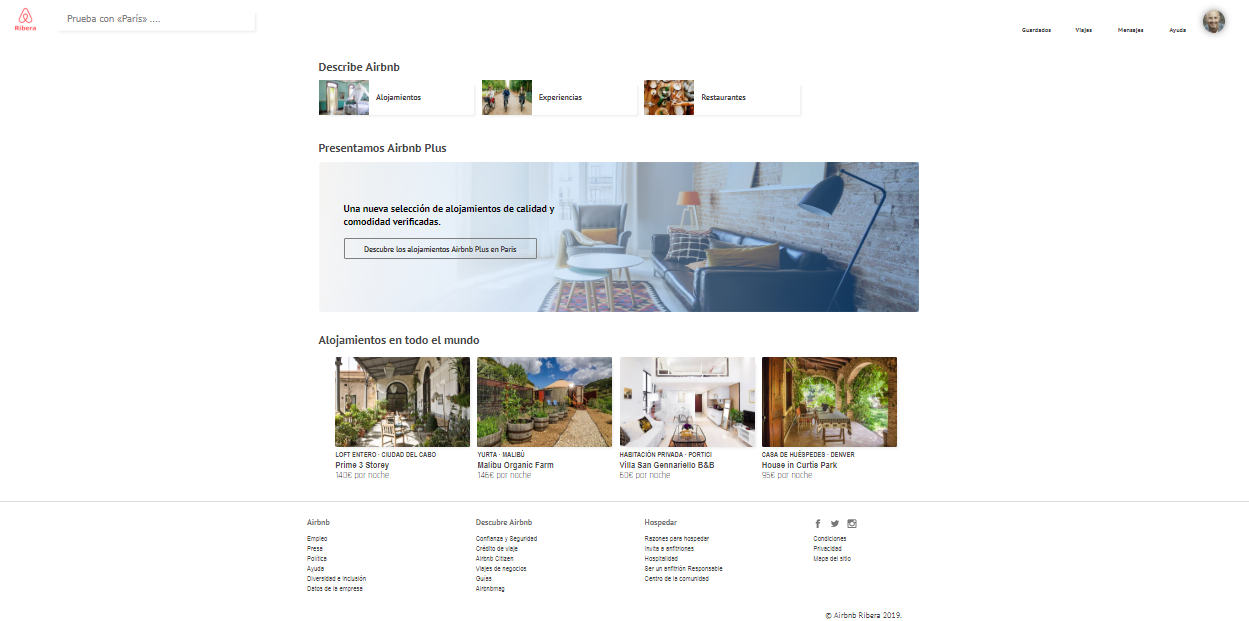 Ribera
Prueba con «París» ....
Guardados
Viajes
Mensajes
Ayuda
Describe Airbnb
Alojamientos
Experiencias
Restaurantes
Presentamos Airbnb Plus
Una nueva selección de alojamientos de calidad y
comodidad verificadas.
Descubre los alojamientos Airbnb Plus en Paris
Alojamientos en todo el mundo
LOFT ENTERO · CIUDAD DEL CABO
Prime 3 Storey
140€ por noche
YURTA · MALIBÚ
Malibu Organic Farm
146€ por noche
HABITACIÓN PRIVADA · PORTICI
Villa San Gennariello B&B
60€ por noche
CASA DE HUÉSPEDES · DENVER
House in Curtis Park
95€ por noche
Airbnb
Empleo
Press
Política
Ayuda
Diversidad e inclusión
Datos de la empresa
Descubre Airbnb
Confianza y Seguridad
Crédito de viaje
Airbnb Citizen
Viajes de negocios
Guías
Airbnbmag
Hospedar
Razones para hospedar
Invita a anfitriones
Hospitalidad
Ser un anfitrión Responsable
Centro de la comunidad
Condiciones
Privacidad
Mapa del sitio
© Airbnb Ribera 2019.